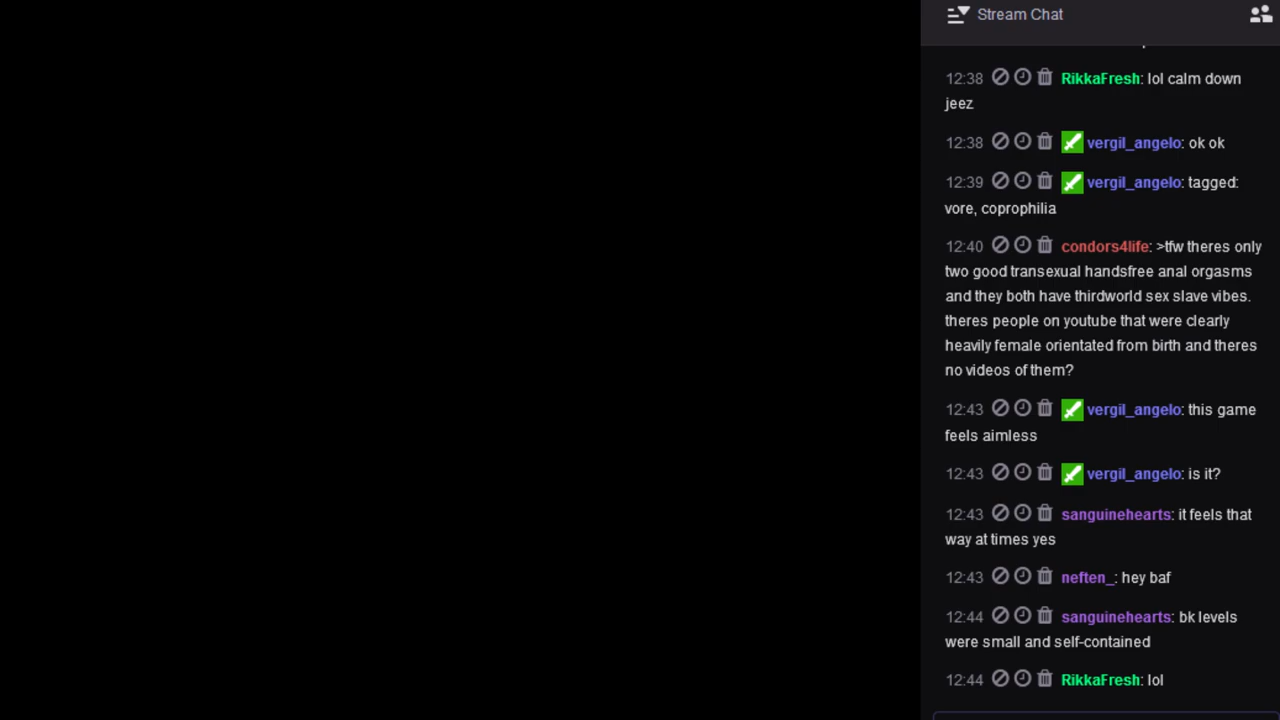 Stream Chat
12:38 RikkaFresh: lol calm down
jeez
12:38 vergil_angelo: ok ok
12:39 vergil_angelo: tagged:
vore, coprophilia
12:40 condors4life: >tfw theres only
two good transexual handsfree anal orgasms
and they both have thirdworld sex slave vibes.
theres people on youtube that were clearly
heavily female orientated from birth and theres
no videos of them?
12:43 vergil_angelo: this game
feels aimless
12:43 vergil_angelo: is it?
12:43 sanguinehearts: it feels that
way at times yes
12:43 neften_: hey baf
12:44 sanguinehearts: bk levels
were small and self-contained
12:44 RikkaFresh: lol